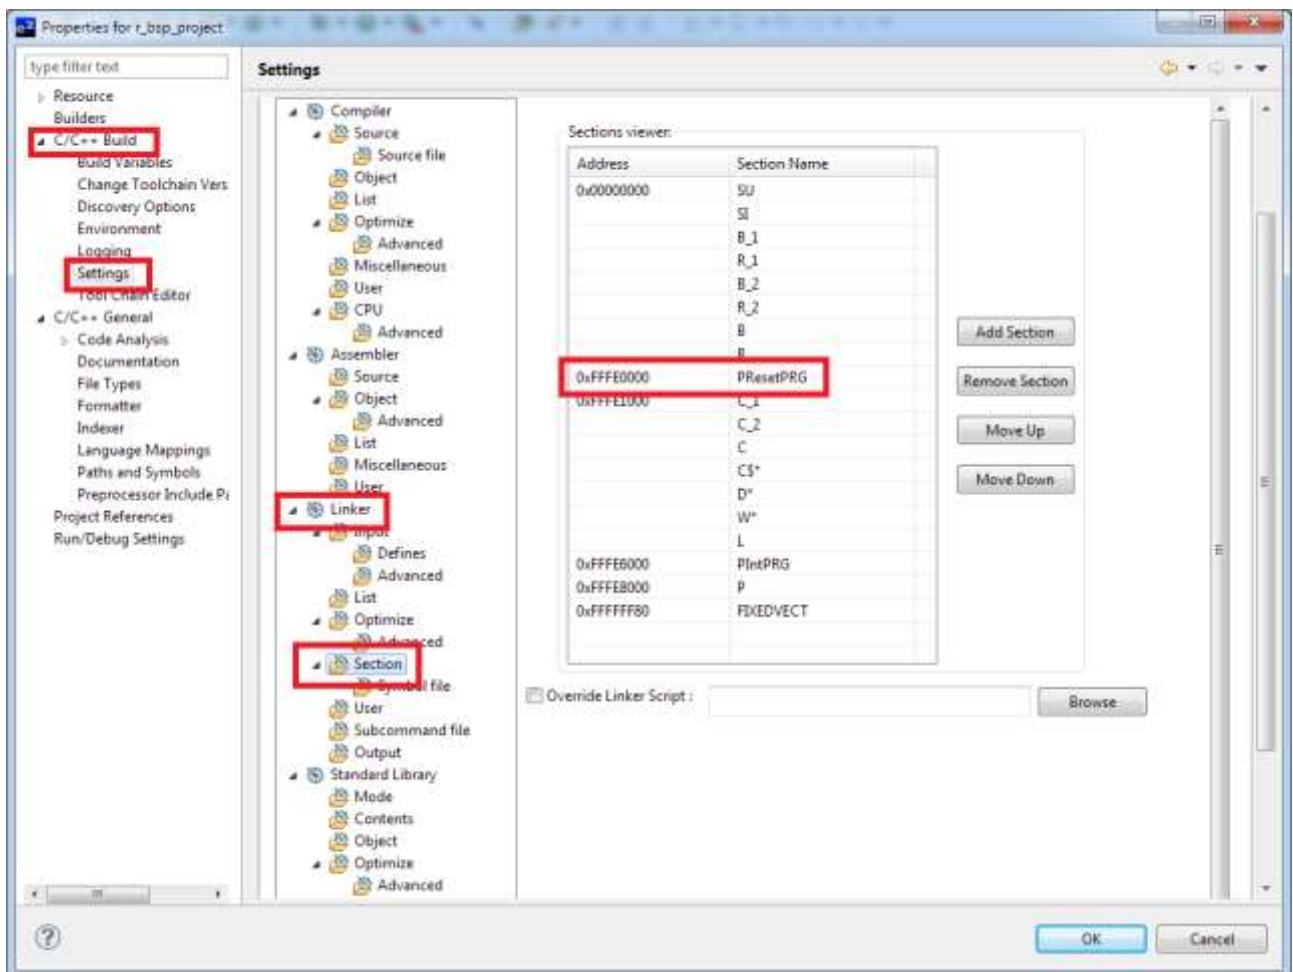 e² Properties for r_bsp_project
type filter text
Resource
Builders
C/C++ Build
Build Variables
Change Toolchain Vers
Discovery Options
Environment
Logging
Settings
Tool Chain Editor
C/C++ General
Code Analysis
Documentation
File Types
Formatter
Indexer
Language Mappings
Paths and Symbols
Preprocessor Include Pa
Project References
Run/Debug Settings
Settings
Compiler
Source
Source file
Object
List
Optimize
Advanced
Miscellaneous
User
CPU
Advanced
Assembler
Source
Object
Advanced
List
Miscellaneous
User
Linker
Input
Defines
Advanced
List
Optimize
Advanced
Section
Symbol file
User
Subcommand file
Output
Standard Library
Mode
Contents
Object
Optimize
Advanced
Sections viewer:
Address Section Name
0x00000000 SU
SI
B_1
R_1
B_2
R_2
B
R
0xFFFE0000 PResetPRG
0xFFFE1000 C_1
C_2
C
C$*
D*
W*
L
0xFFFE6000 PIntPRG
0xFFFE8000 P
0xFFFFFF80 FIXEDVECT
Add Section
Remove Section
Move Up
Move Down
Override Linker Script :
Browse
?
OK Cancel